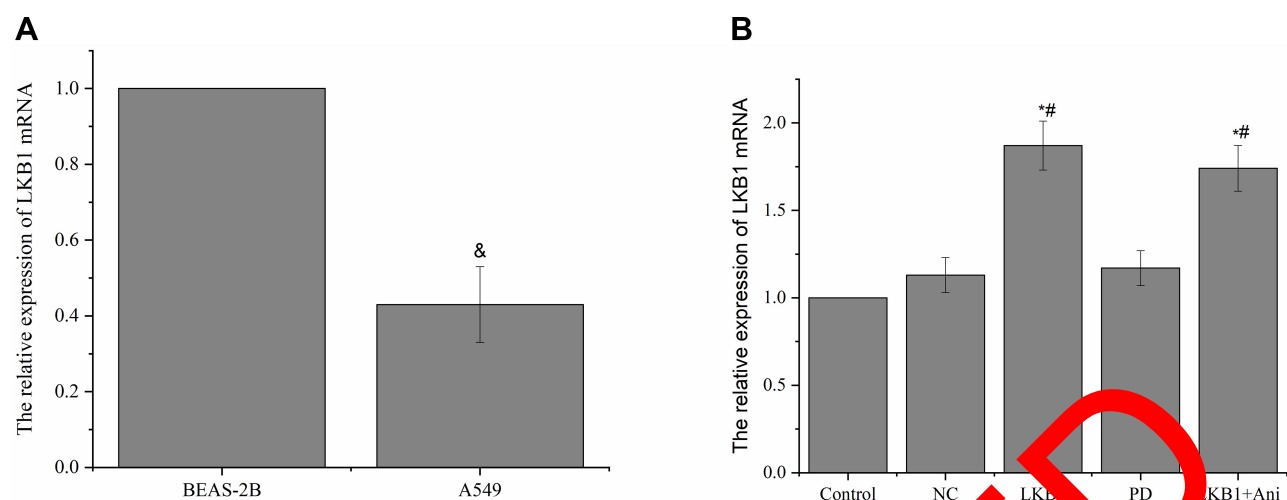 A
The relative expression of LKB1 mRNA
1.0
0.8
0.6
0.4
0.2
0.0
&
BEAS-2B
A549
B
The relative expression of LKB1 mRNA
2.0
1.5
1.0
0.5
0.0
*#
*#
Control
NC
PD